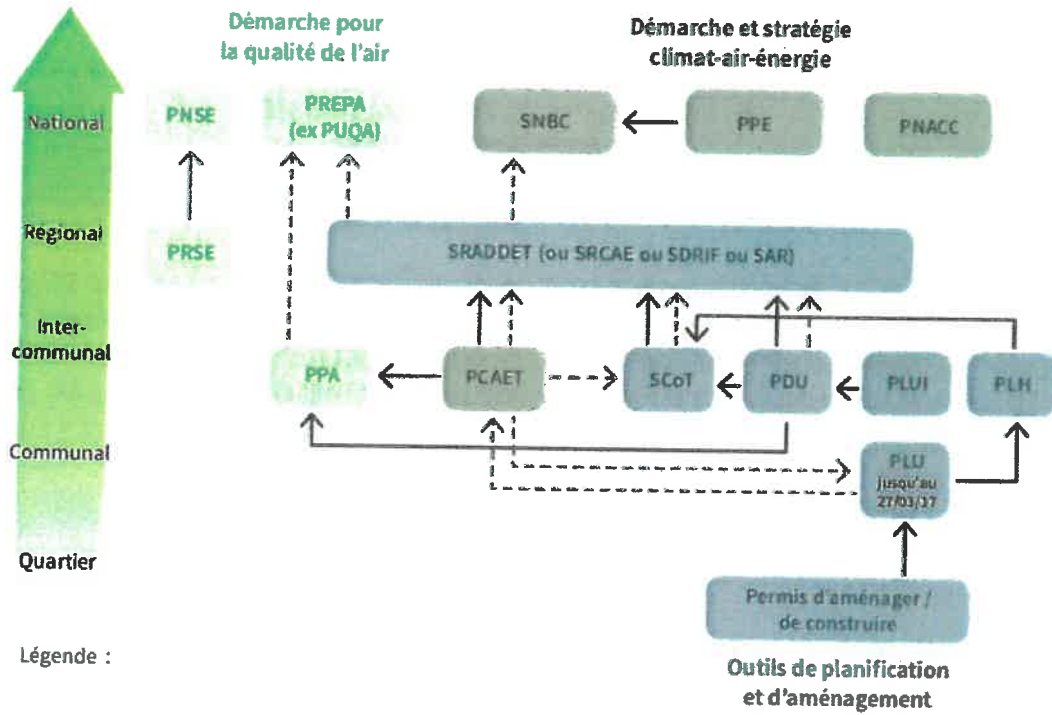 Démarche pour
la qualité de l'air
Démarche et stratégie
climat-air-énergie
National
PNSE
PREPA
(ex PUQA)
SNBC
PPE
PNACC
Régional
PRSE
SRADDET (ou SRCAE ou SDRIF ou SAR)
Inter-
communal
PPA
PCAET
SCoT
PDU
PLUI
PLH
Communal
PLU
jusqu'au
27/03/17
Quartier
Permis d'aménager /
de construire
Légende :
Outils de planification
et d'aménagement